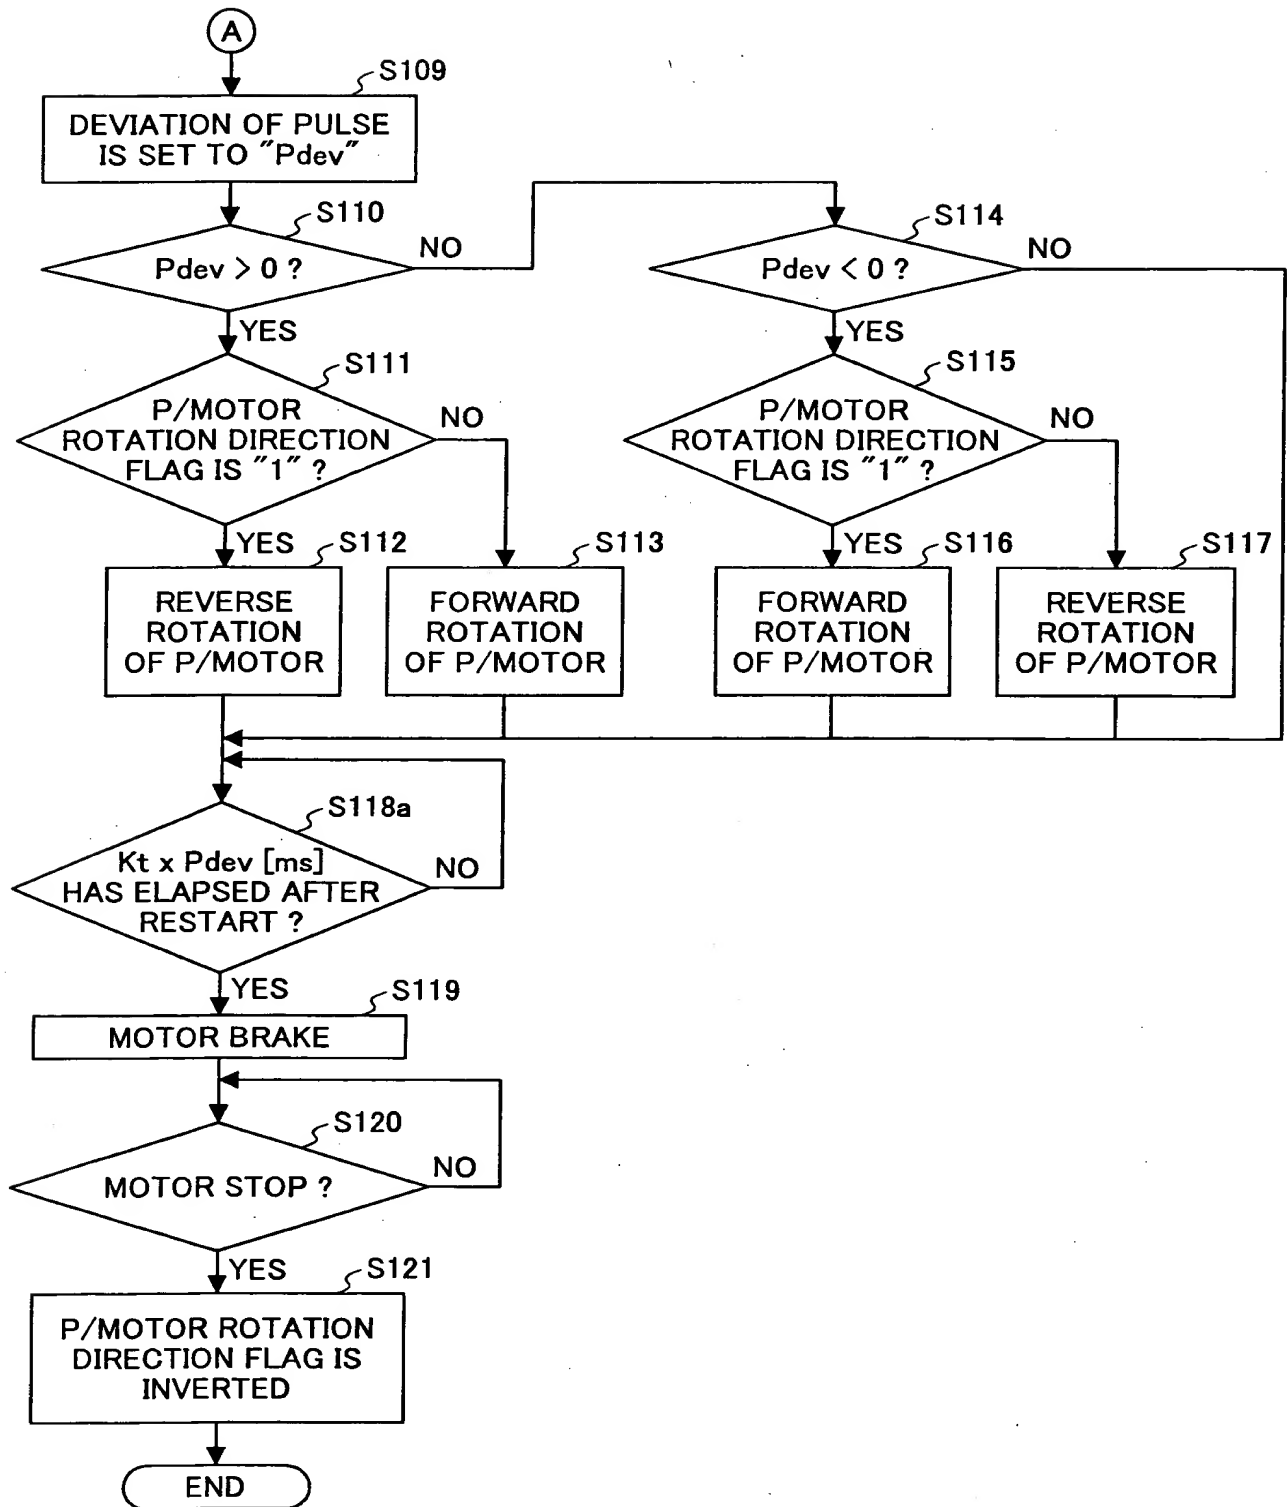 A
S109
DEVIATION OF PULSE
IS SET TO "Pdev"
S110
Pdev > 0 ?
NO
YES
S114
Pdev < 0 ?
NO
YES
S111
P/MOTOR
ROTATION DIRECTION
FLAG IS "1" ?
NO
YES
S115
P/MOTOR
ROTATION DIRECTION
FLAG IS "1" ?
NO
YES
S112
REVERSE
ROTATION
OF P/MOTOR
S113
FORWARD
ROTATION
OF P/MOTOR
S116
FORWARD
ROTATION
OF P/MOTOR
S117
REVERSE
ROTATION
OF P/MOTOR
S118a
Kt x Pdev [ms]
HAS ELAPSED AFTER
RESTART ?
NO
YES
S119
MOTOR BRAKE
S120
MOTOR STOP ?
NO
YES
S121
P/MOTOR ROTATION
DIRECTION FLAG IS
INVERTED
END